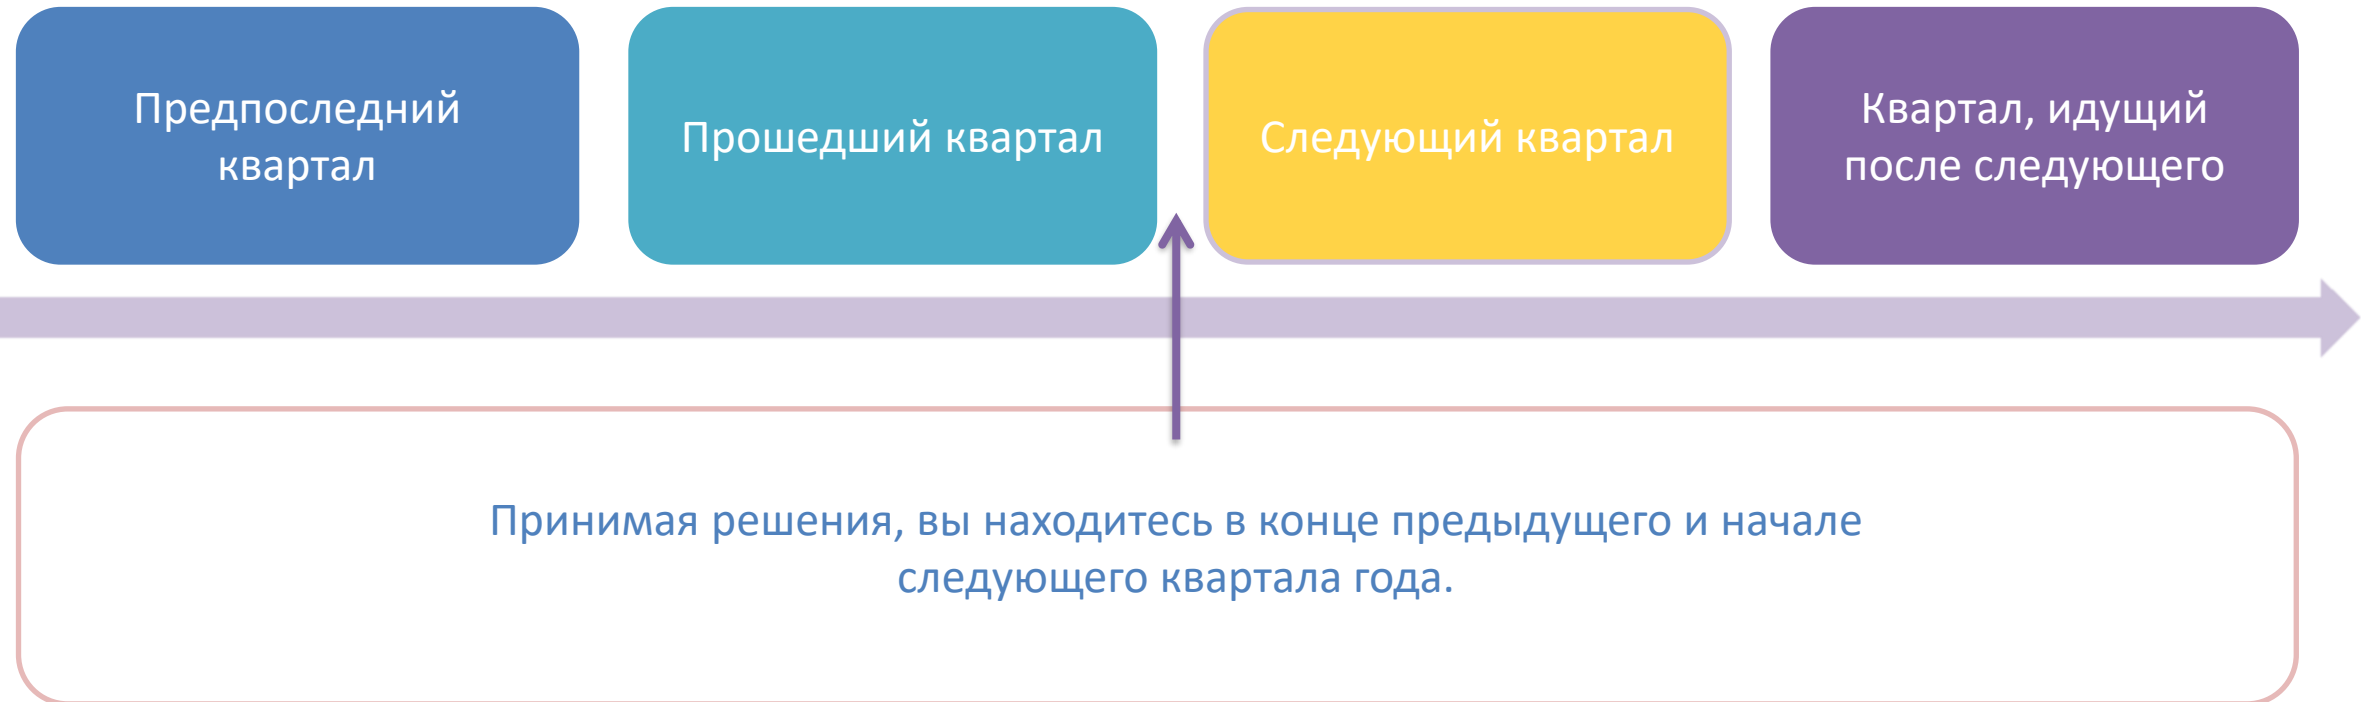 Предпоследний
квартал
Прошедший квартал
Следующий квартал
Квартал, идущий
после следующего
Принимая решения, вы находитесь в конце предыдущего и начале
следующего квартала года.